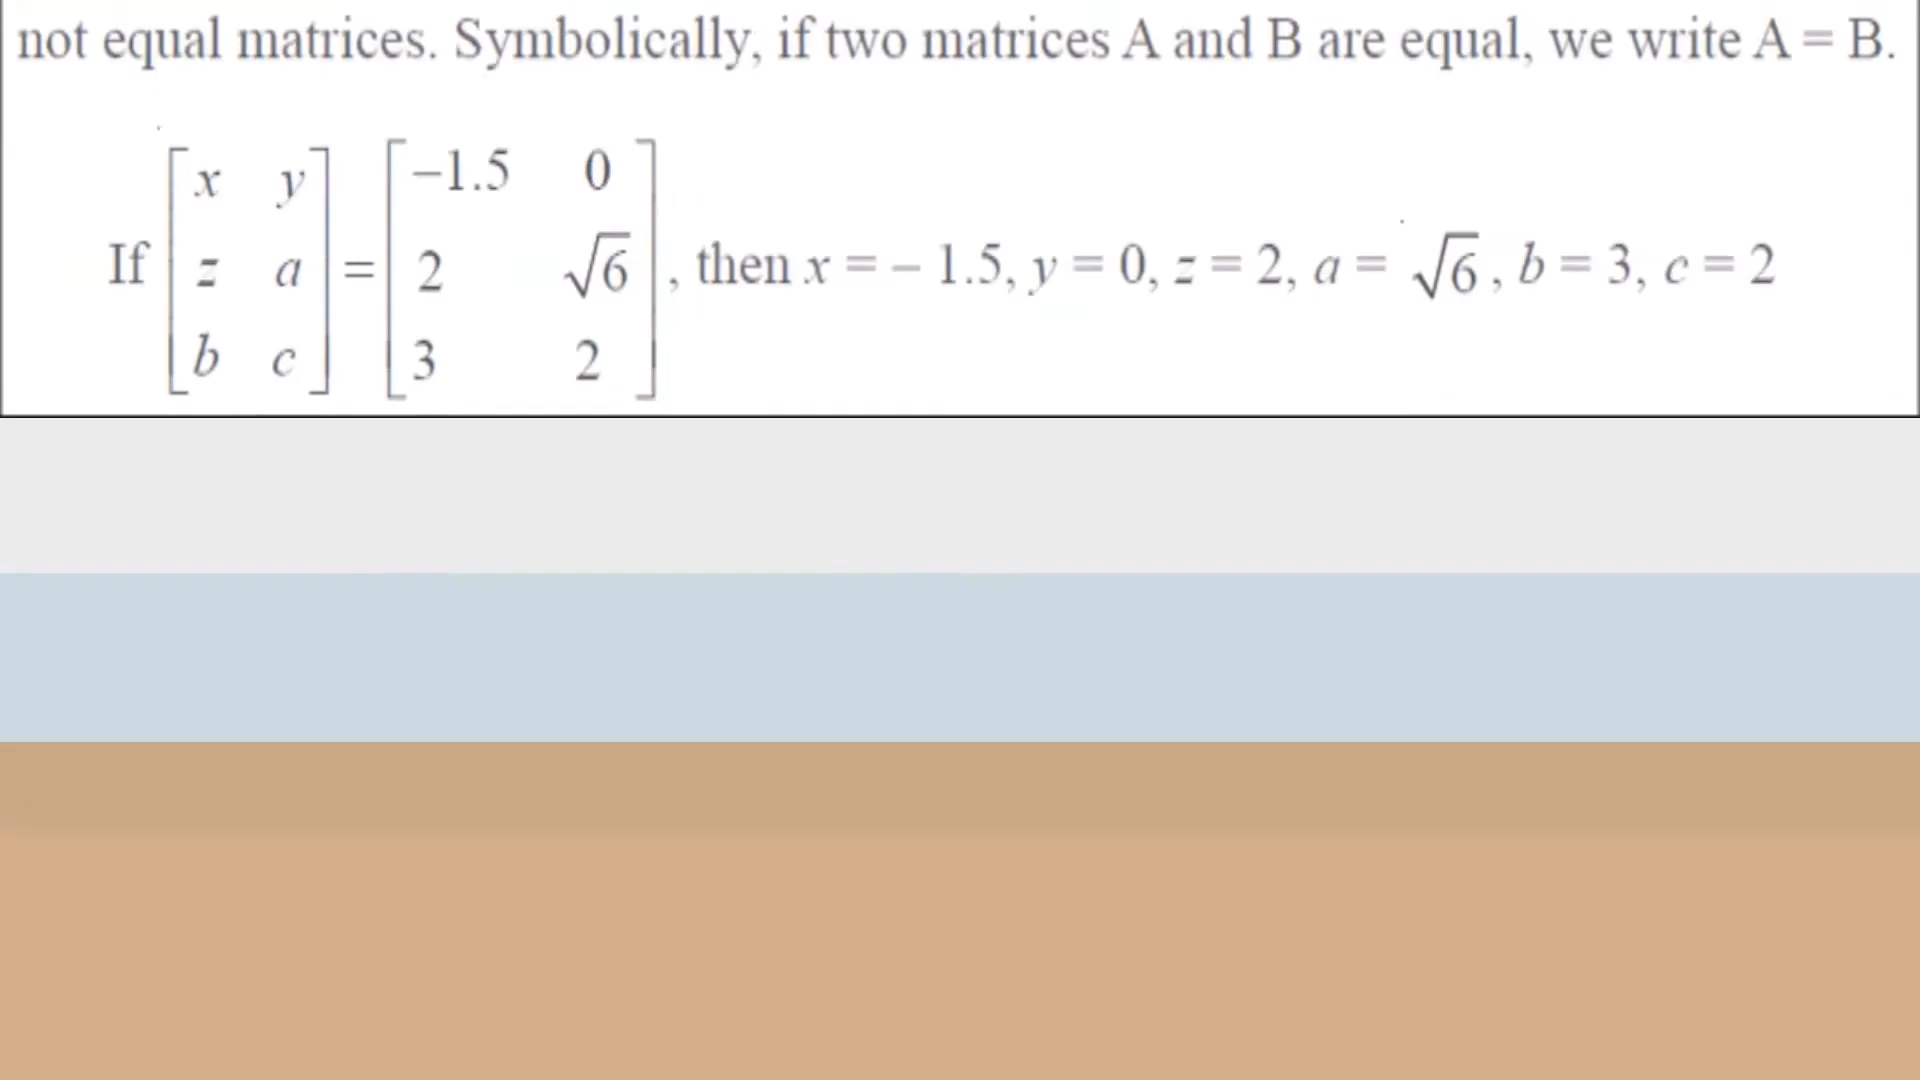 not equal matrices. Symbolically, if two matrices A and B are equal, we write A = B.
If [x y; z a; b c] = [−1.5 0; 2 √6; 3 2], then x = – 1.5, y = 0, z = 2, a = √6, b = 3, c = 2